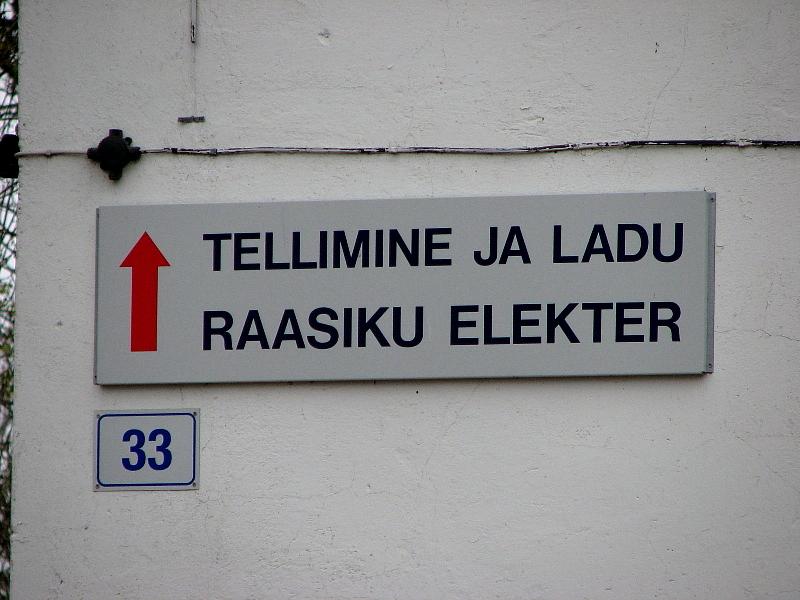 TELLIMINE JA LADU
RAASIKU ELEKTER
33